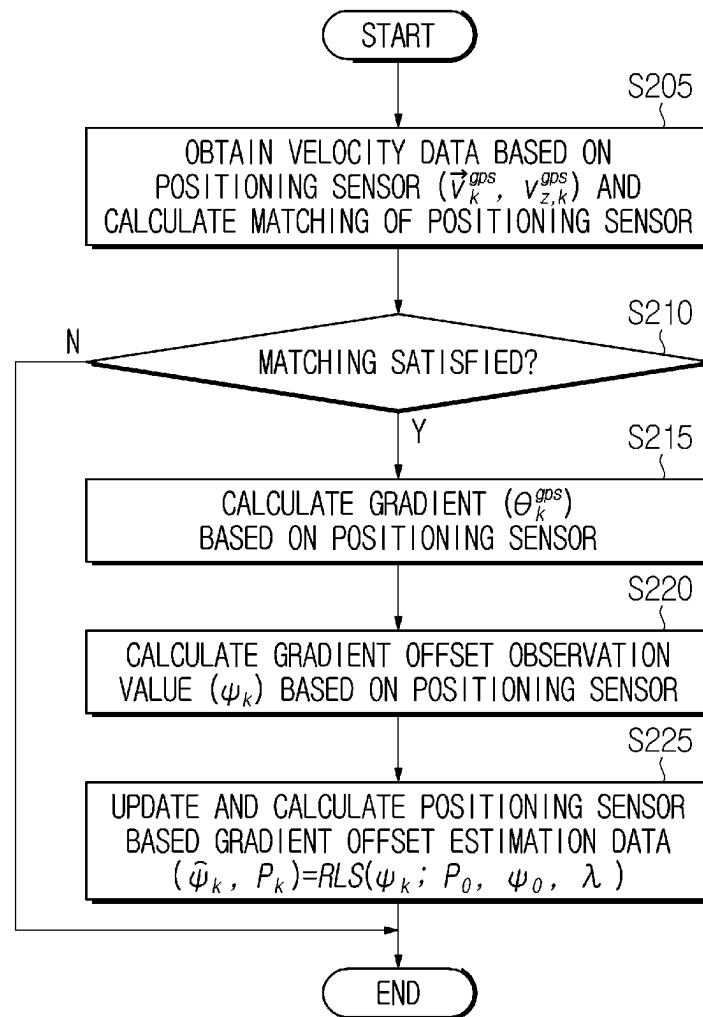 START
S205
OBTAIN VELOCITY DATA BASED ON
POSITIONING SENSOR (V⃗ₖᵍᵖˢ, v_{z,k}^{gps}) AND
CALCULATE MATCHING OF POSITIONING SENSOR
S210
N
MATCHING SATISFIED?
Y
S215
CALCULATE GRADIENT (θₖᵍᵖˢ)
BASED ON POSITIONING SENSOR
S220
CALCULATE GRADIENT OFFSET OBSERVATION
VALUE (ψₖ) BASED ON POSITIONING SENSOR
S225
UPDATE AND CALCULATE POSITIONING SENSOR
BASED GRADIENT OFFSET ESTIMATION DATA
(ψ̂ₖ, Pₖ)=RLS(ψₖ; P₀, ψ₀, λ)
END